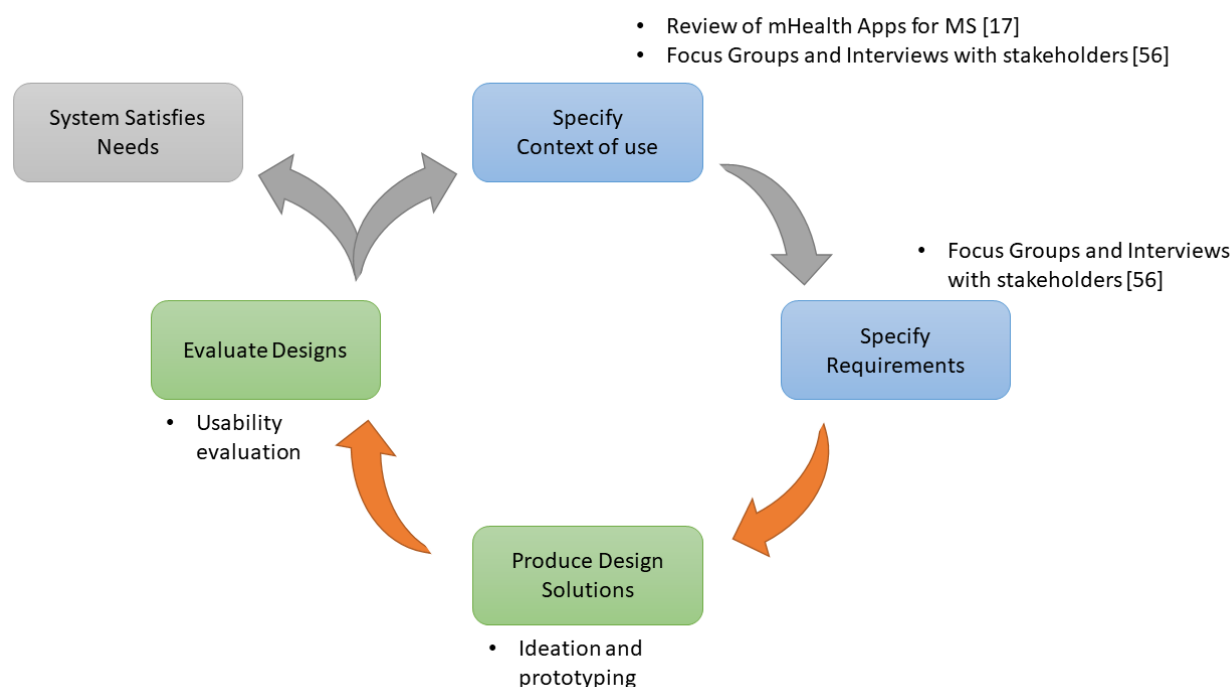 • Review of mHealth Apps for MS [17]
• Focus Groups and Interviews with stakeholders [56]
System Satisfies
Needs
Specify
Context of use
• Focus Groups and Interviews
with stakeholders [56]
Evaluate Designs
Specify
Requirements
• Usability
evaluation
Produce Design
Solutions
• Ideation and
prototyping